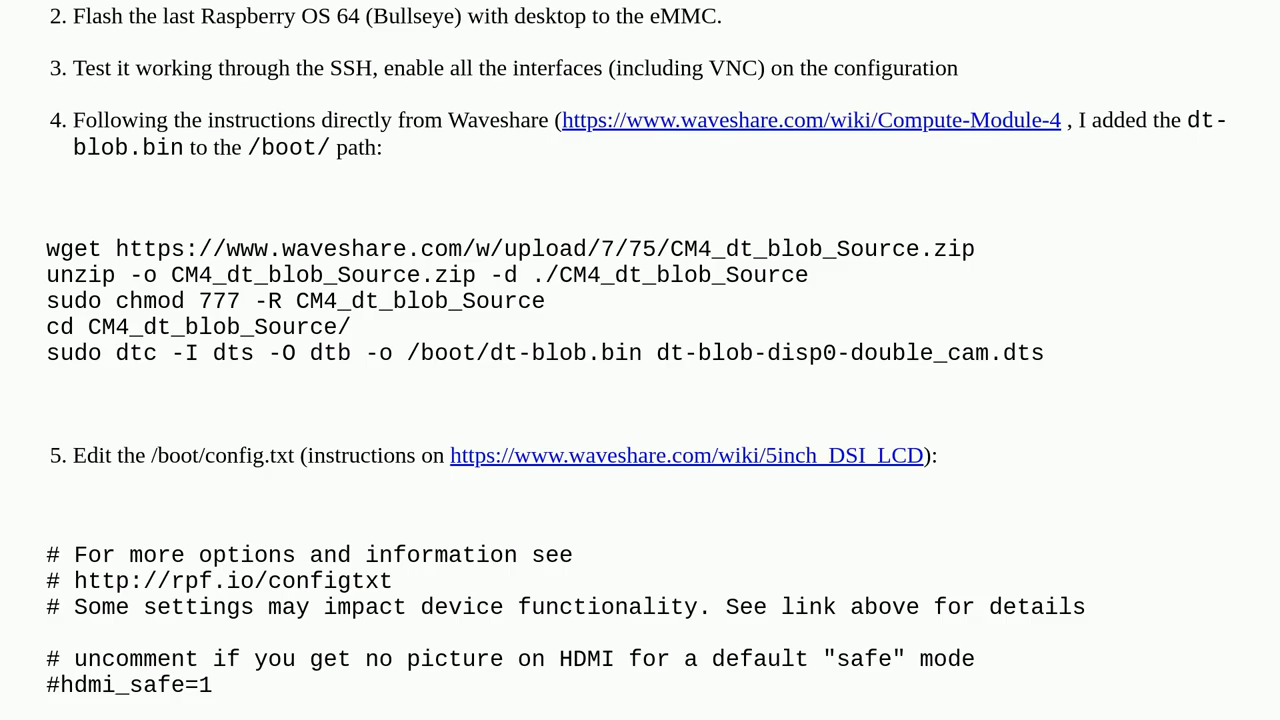 2. Flash the last Raspberry OS 64 (Bullseye) with desktop to the eMMC.
3. Test it working through the SSH, enable all the interfaces (including VNC) on the configuration
4. Following the instructions directly from Waveshare (https://www.waveshare.com/wiki/Compute-Module-4 , I added the dt-
blob.bin to the /boot/ path:
wget https://www.waveshare.com/w/upload/7/75/CM4_dt_blob_Source.zip
unzip -o CM4_dt_blob_Source.zip -d ./CM4_dt_blob_Source
sudo chmod 777 -R CM4_dt_blob_Source
cd CM4_dt_blob_Source/
sudo dtc -I dts -O dtb -o /boot/dt-blob.bin dt-blob-disp0-double_cam.dts
5. Edit the /boot/config.txt (instructions on https://www.waveshare.com/wiki/5inch_DSI_LCD):
# For more options and information see
# http://rpf.io/configtxt
# Some settings may impact device functionality. See link above for details
# uncomment if you get no picture on HDMI for a default "safe" mode
#hdmi_safe=1